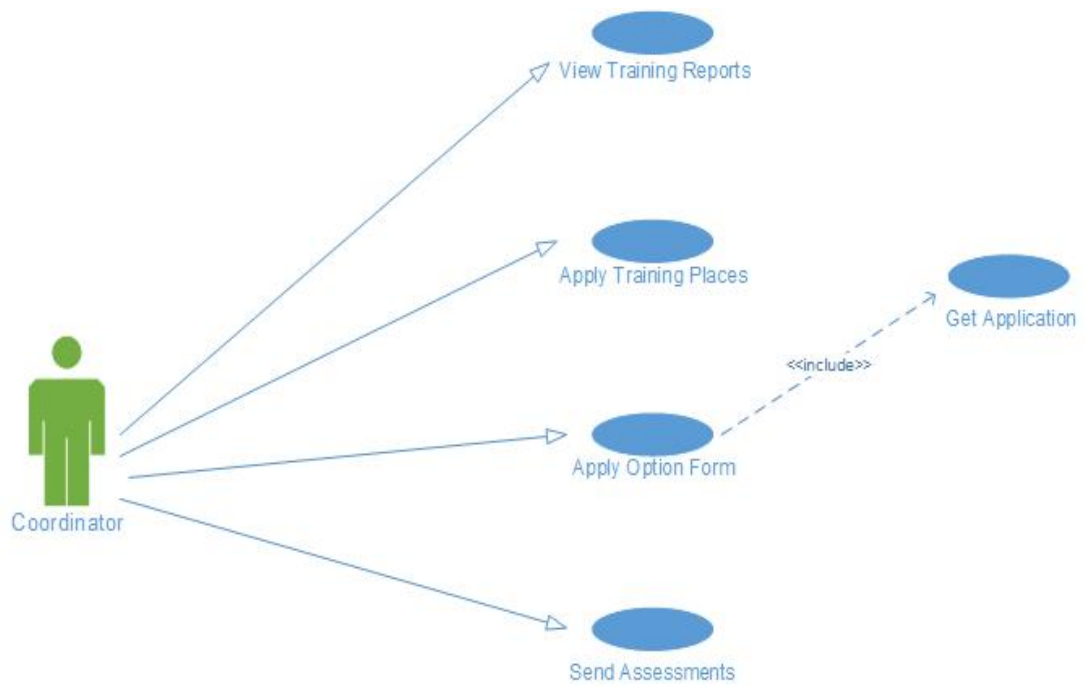 View Training Reports
Apply Training Places
Get Application
<<include>>
Apply Option Form
Coordinator
Send Assessments